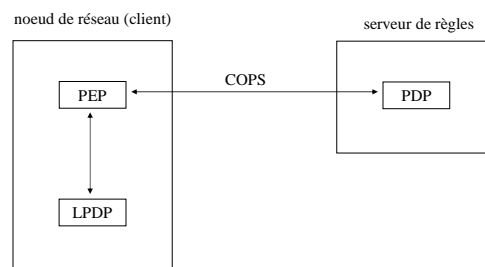 noeud de réseau (client)
serveur de règles
COPS
PEP
PDP
LPDP